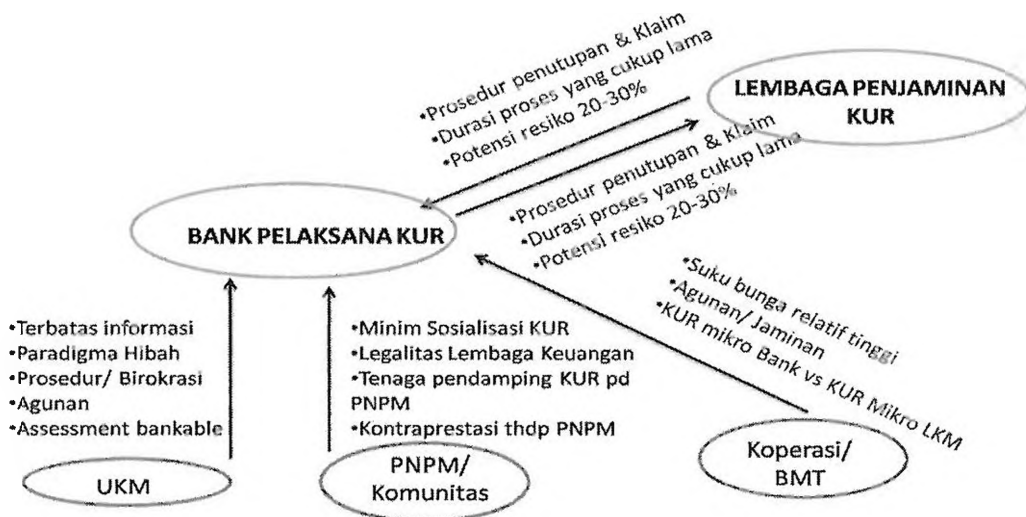 •Prosedur penutupan & Klaim
•Durasi proses yang cukup lama
•Potensi resiko 20-30%
LEMBAGA PENJAMINAN
KUR
•Prosedur penutupan & Klaim
•Durasi proses yang cukup lama
•Potensi resiko 20-30%
BANK PELAKSANA KUR
•Terbatas informasi
•Paradigma Hibah
•Prosedur/ Birokrasi
•Agunan
•Assessment bankable
•Minim Sosialisasi KUR
•Legalitas Lembaga Keuangan
•Tenaga pendamping KUR pd
PNPM
•Kontraprestasi thdp PNPM
•Suku bunga relatif tinggi
•Agunan/ Jaminan
•KUR mikro Bank vs KUR Mikro LKM
UKM
PNPM/
Komunitas
Koperasi/
BMT